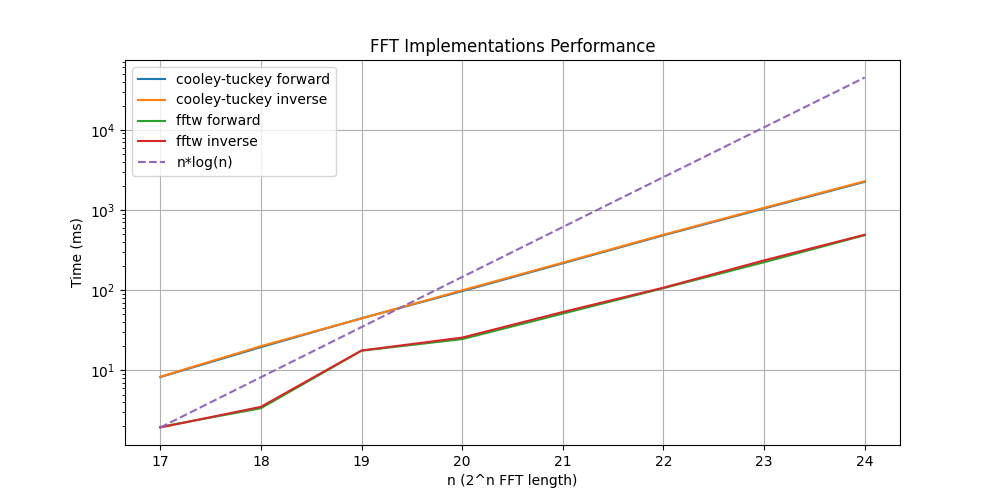 FFT Implementations Performance
cooley-tuckey forward
cooley-tuckey inverse
fftw forward
fftw inverse
n*log(n)
Time (ms)
10^4
10^3
10^2
10^1
17 18 19 20 21 22 23 24
n (2^n FFT length)